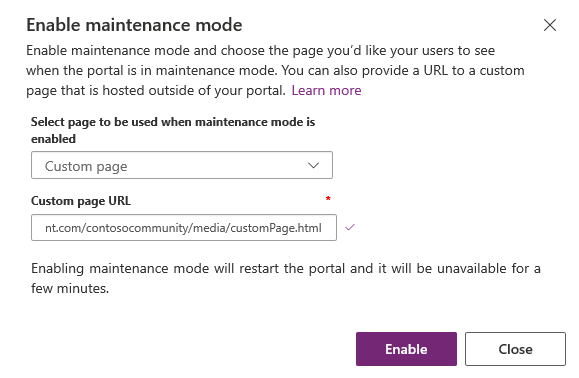 Enable maintenance mode
Enable maintenance mode and choose the page you’d like your users to see
when the portal is in maintenance mode. You can also provide a URL to a custom
page that is hosted outside of your portal. Learn more
Select page to be used when maintenance mode is
enabled
Custom page
Custom page URL *
nt.com/contosocommunity/media/customPage.html
Enabling maintenance mode will restart the portal and it will be unavailable for a
few minutes.
Enable
Close